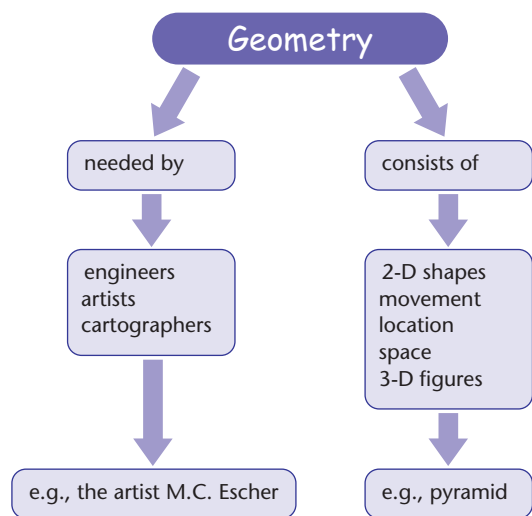 Geometry
needed by
engineers
artists
cartographers
e.g., the artist M.C. Escher
consists of
2-D shapes
movement
location
space
3-D figures
e.g., pyramid